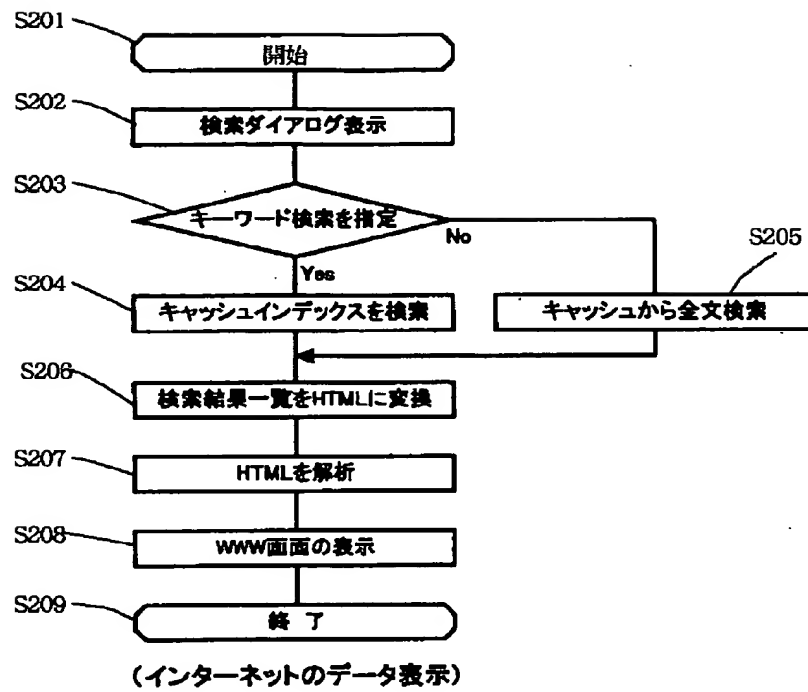 S201
開始
S202
検索ダイアログ表示
S203
キーワード検索を指定
No
Yes
S204
キャッシュインデックスを検索
S205
キャッシュから全文検索
S206
検索結果一覧をHTMLに変換
S207
HTMLを解析
S208
WWW画面の表示
S209
終了
(インターネットのデータ表示)